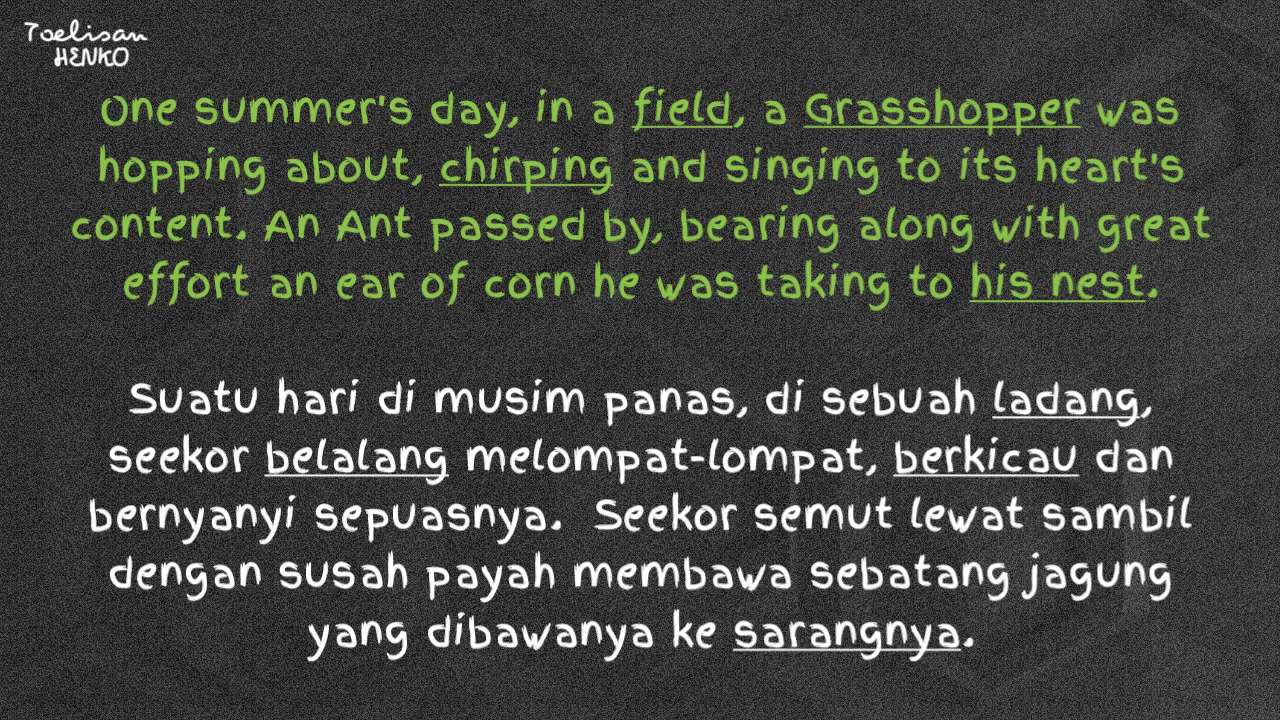 Toelisan
HENKO
One summer's day, in a field, a Grasshopper was
hopping about, chirping and singing to its heart's
content. An Ant passed by, bearing along with great
effort an ear of corn he was taking to his nest.
Suatu hari di musim panas, di sebuah ladang,
seekor belalang melompat-lompat, berkicau dan
bernyanyi sepuasnya. Seekor semut lewat sambil
dengan susah payah membawa sebatang jagung
yang dibawanya ke sarangnya.